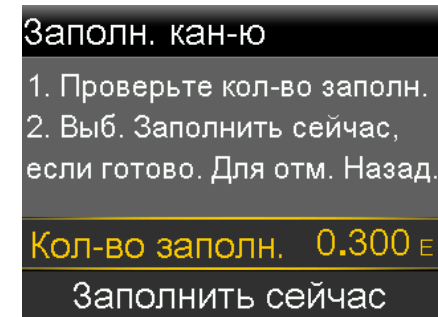 Заполн. кан-ю
1. Проверьте кол-во заполн.
2. Выб. Заполнить сейчас,
если готово. Для отм. Назад.
Кол-во заполн. 0.300 E
Заполнить сейчас